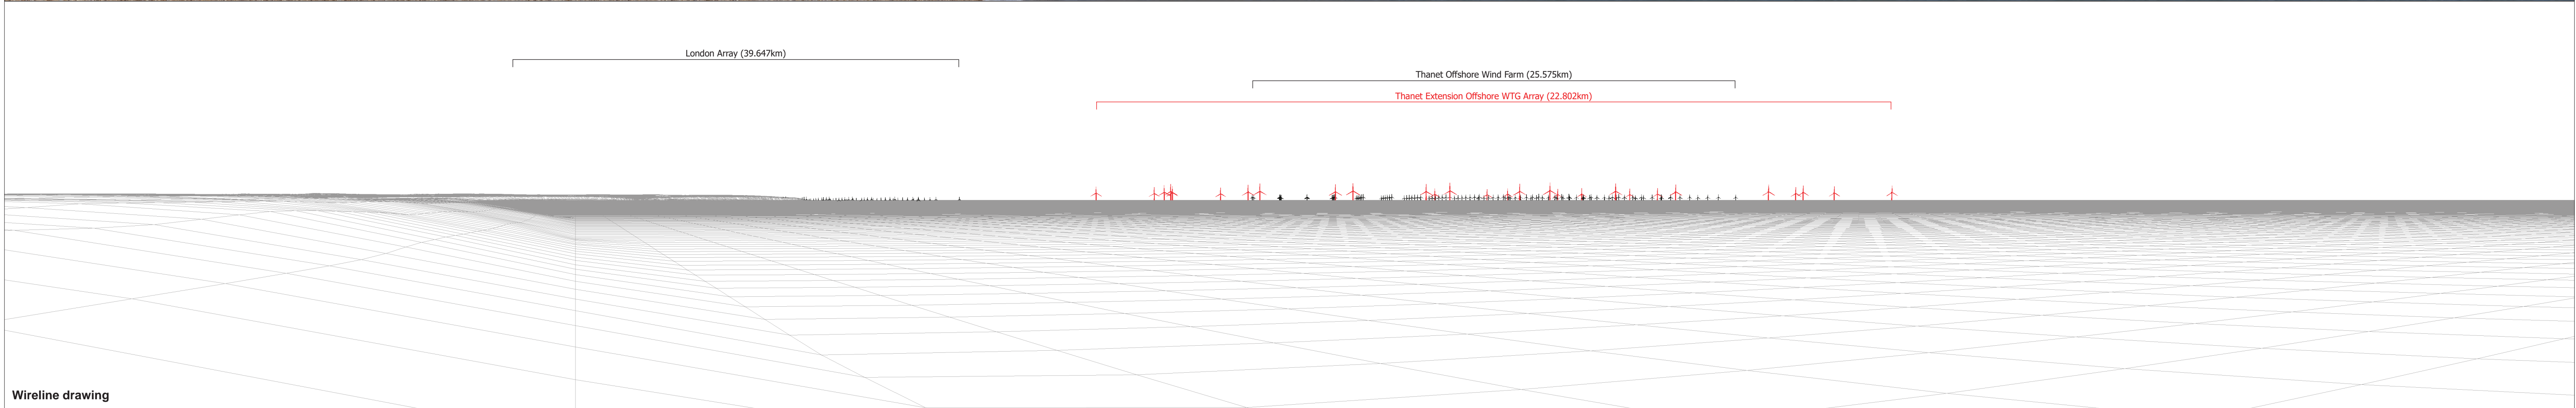 London Array (39.647km)
Thanet Offshore Wind Farm (25.575km)
Thanet Extension Offshore WTG Array (22.802km)
Wireline drawing